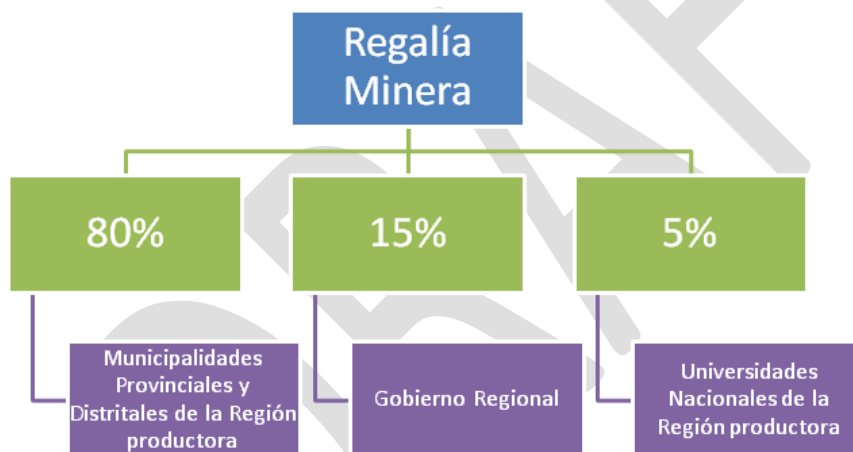 Regalía
Minera
80%
15%
5%
Municipalidades
Provinciales y
Distritales de la Región
productora
Gobierno Regional
Universidades
Nacionales de la
Región productora